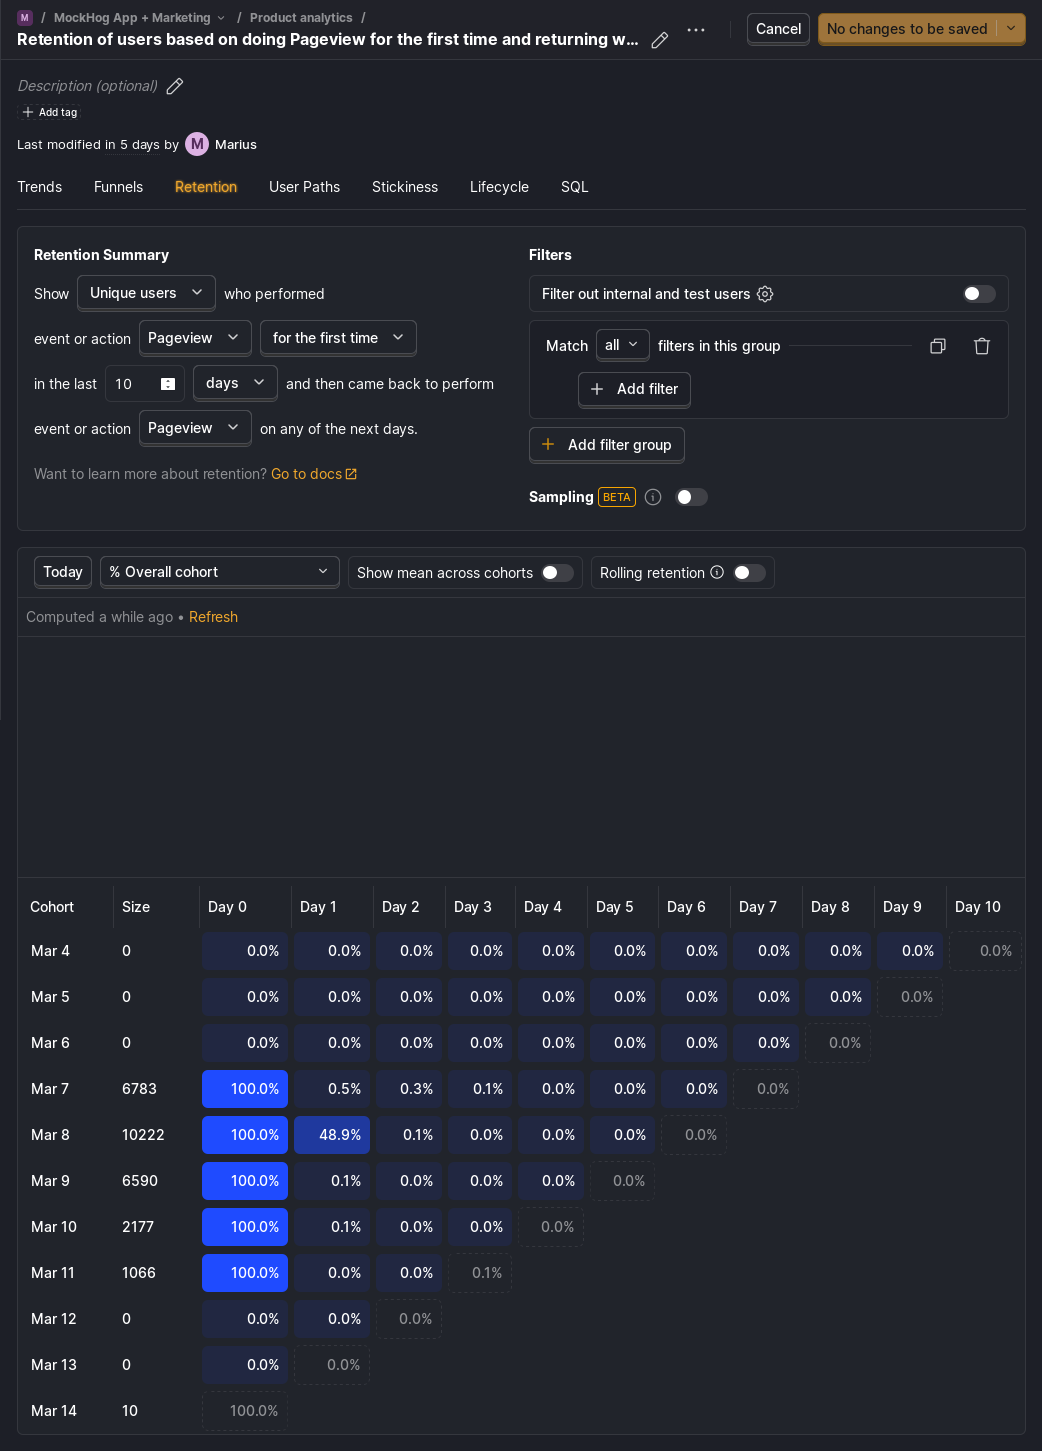 M / MockHog App + Marketing / Product analytics /
Retention of users based on doing Pageview for the first time and returning w...
Cancel
No changes to be saved
Description (optional)
Add tag
Last modified in 5 days by M Marius
Trends Funnels Retention User Paths Stickiness Lifecycle SQL
Retention Summary
Show Unique users who performed
event or action Pageview for the first time
in the last 10 days and then came back to perform
event or action Pageview on any of the next days.
Want to learn more about retention? Go to docs
Filters
Filter out internal and test users
Match all filters in this group
+ Add filter
+ Add filter group
Sampling BETA
Today % Overall cohort Show mean across cohorts Rolling retention
Computed a while ago • Refresh
Cohort Size Day 0 Day 1 Day 2 Day 3 Day 4 Day 5 Day 6 Day 7 Day 8 Day 9 Day 10
Mar 4 0 0.0% 0.0% 0.0% 0.0% 0.0% 0.0% 0.0% 0.0% 0.0% 0.0% 0.0%
Mar 5 0 0.0% 0.0% 0.0% 0.0% 0.0% 0.0% 0.0% 0.0% 0.0% 0.0%
Mar 6 0 0.0% 0.0% 0.0% 0.0% 0.0% 0.0% 0.0% 0.0% 0.0%
Mar 7 6783 100.0% 0.5% 0.3% 0.1% 0.0% 0.0% 0.0% 0.0%
Mar 8 10222 100.0% 48.9% 0.1% 0.0% 0.0% 0.0% 0.0%
Mar 9 6590 100.0% 0.1% 0.0% 0.0% 0.0% 0.0%
Mar 10 2177 100.0% 0.1% 0.0% 0.0% 0.0%
Mar 11 1066 100.0% 0.0% 0.0% 0.1%
Mar 12 0 0.0% 0.0% 0.0%
Mar 13 0 0.0% 0.0%
Mar 14 10 100.0%